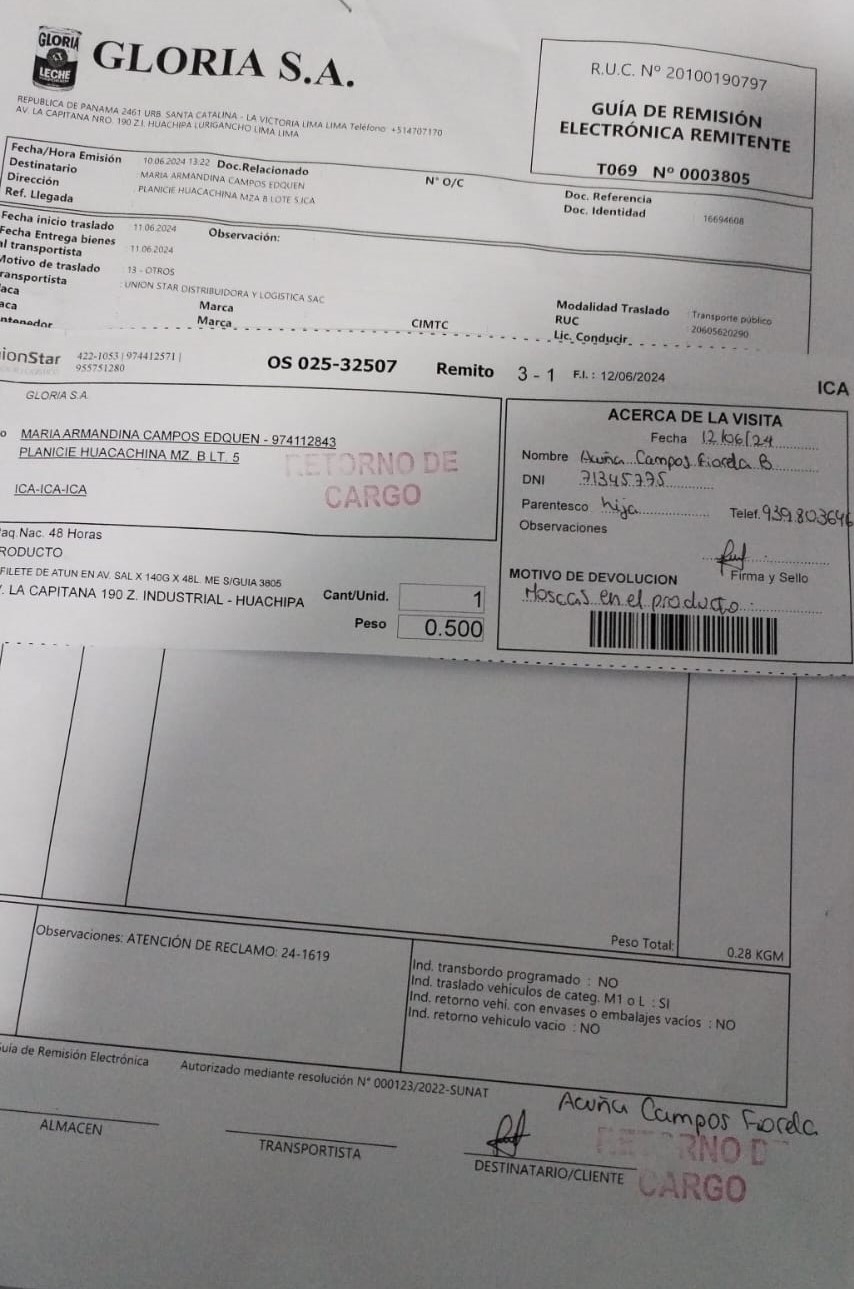 GLORIA
LECHE
GLORIA S.A.
REPUBLICA DE PANAMA 2461 URB. SANTA CATALINA - LA VICTORIA LIMA LIMA Teléfono: +514707170
AV. LA CAPITANA NRO. 190 Z.I. HUACHIPA LURIGANCHO LIMA LIMA
R.U.C. Nº 20100190797
GUÍA DE REMISIÓN
ELECTRÓNICA REMITENTE
T069 Nº 0003805
Fecha/Hora Emisión 10.06.2024 13:22 Doc.Relacionado N° O/C Doc. Referencia
Destinatario : MARIA ARMANDINA CAMPOS EDQUEN Doc. Identidad 16694608
Dirección : PLANICIE HUACACHINA MZA B LOTE 5,ICA
Ref. Llegada
Fecha inicio traslado 11.06.2024 Observación:
Fecha Entrega bienes
al transportista 11.06.2024
Motivo de traslado 13 - OTROS
ransportista : UNION STAR DISTRIBUIDORA Y LOGISTICA SAC Modalidad Traslado : Transporte público
aca Marca RUC : 20605620290
aca Marca CIMTC Lic. Conducir
ntenedor
ionStar 422-1053 | 974412571 |
955751280
OS 025-32507 Remito 3 - 1 F.I. : 12/06/2024 ICA
GLORIA S.A.
o MARIA ARMANDINA CAMPOS EDQUEN - 974112843
PLANICIE HUACACHINA MZ. B LT. 5
ICA-ICA-ICA
RETORNO DE
CARGO
aq.Nac. 48 Horas
RODUCTO
FILETE DE ATUN EN AV. SAL X 140G X 48L. ME S/GUIA 3805
. LA CAPITANA 190 Z. INDUSTRIAL - HUACHIPA
Cant/Unid. 1
Peso 0.500
ACERCA DE LA VISITA
Fecha 12/06/24
Nombre Acuña Campos Fiorela B
DNI 71345775
Parentesco hija Telef. 939803646
Observaciones
Firma y Sello
MOTIVO DE DEVOLUCION
Moscas en el producto
Peso Total: 0.28 KGM
Observaciones: ATENCIÓN DE RECLAMO: 24-1619
Ind. transbordo programado : NO
Ind. traslado vehiculos de categ. M1 o L : SI
Ind. retorno vehi. con envases o embalajes vacíos : NO
Ind. retorno vehiculo vacio : NO
uia de Remisión Electrónica Autorizado mediante resolución N° 000123/2022-SUNAT
Acuña Campos Fiorela
ALMACEN
TRANSPORTISTA
DESTINATARIO/CLIENTE
RETORNO D
CARGO